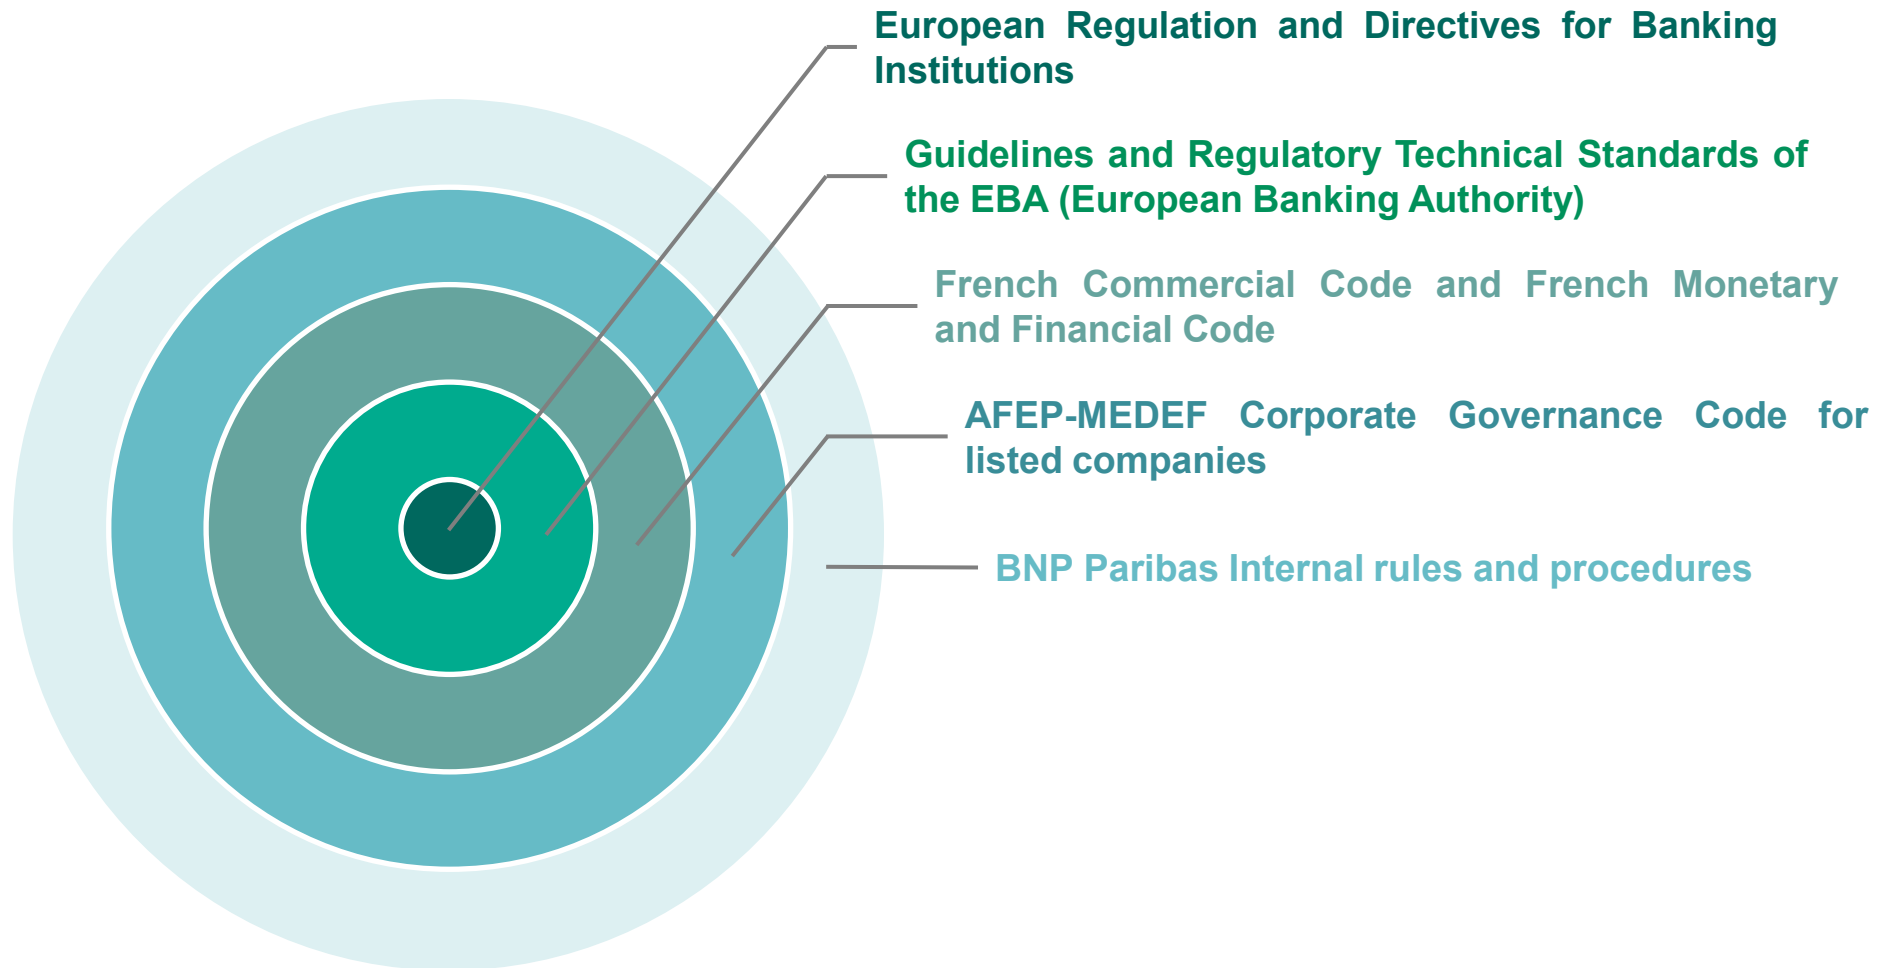 European Regulation and Directives for Banking
Institutions
Guidelines and Regulatory Technical Standards of
the EBA (European Banking Authority)
French Commercial Code and French Monetary
and Financial Code
AFEP-MEDEF Corporate Governance Code for
listed companies
BNP Paribas Internal rules and procedures